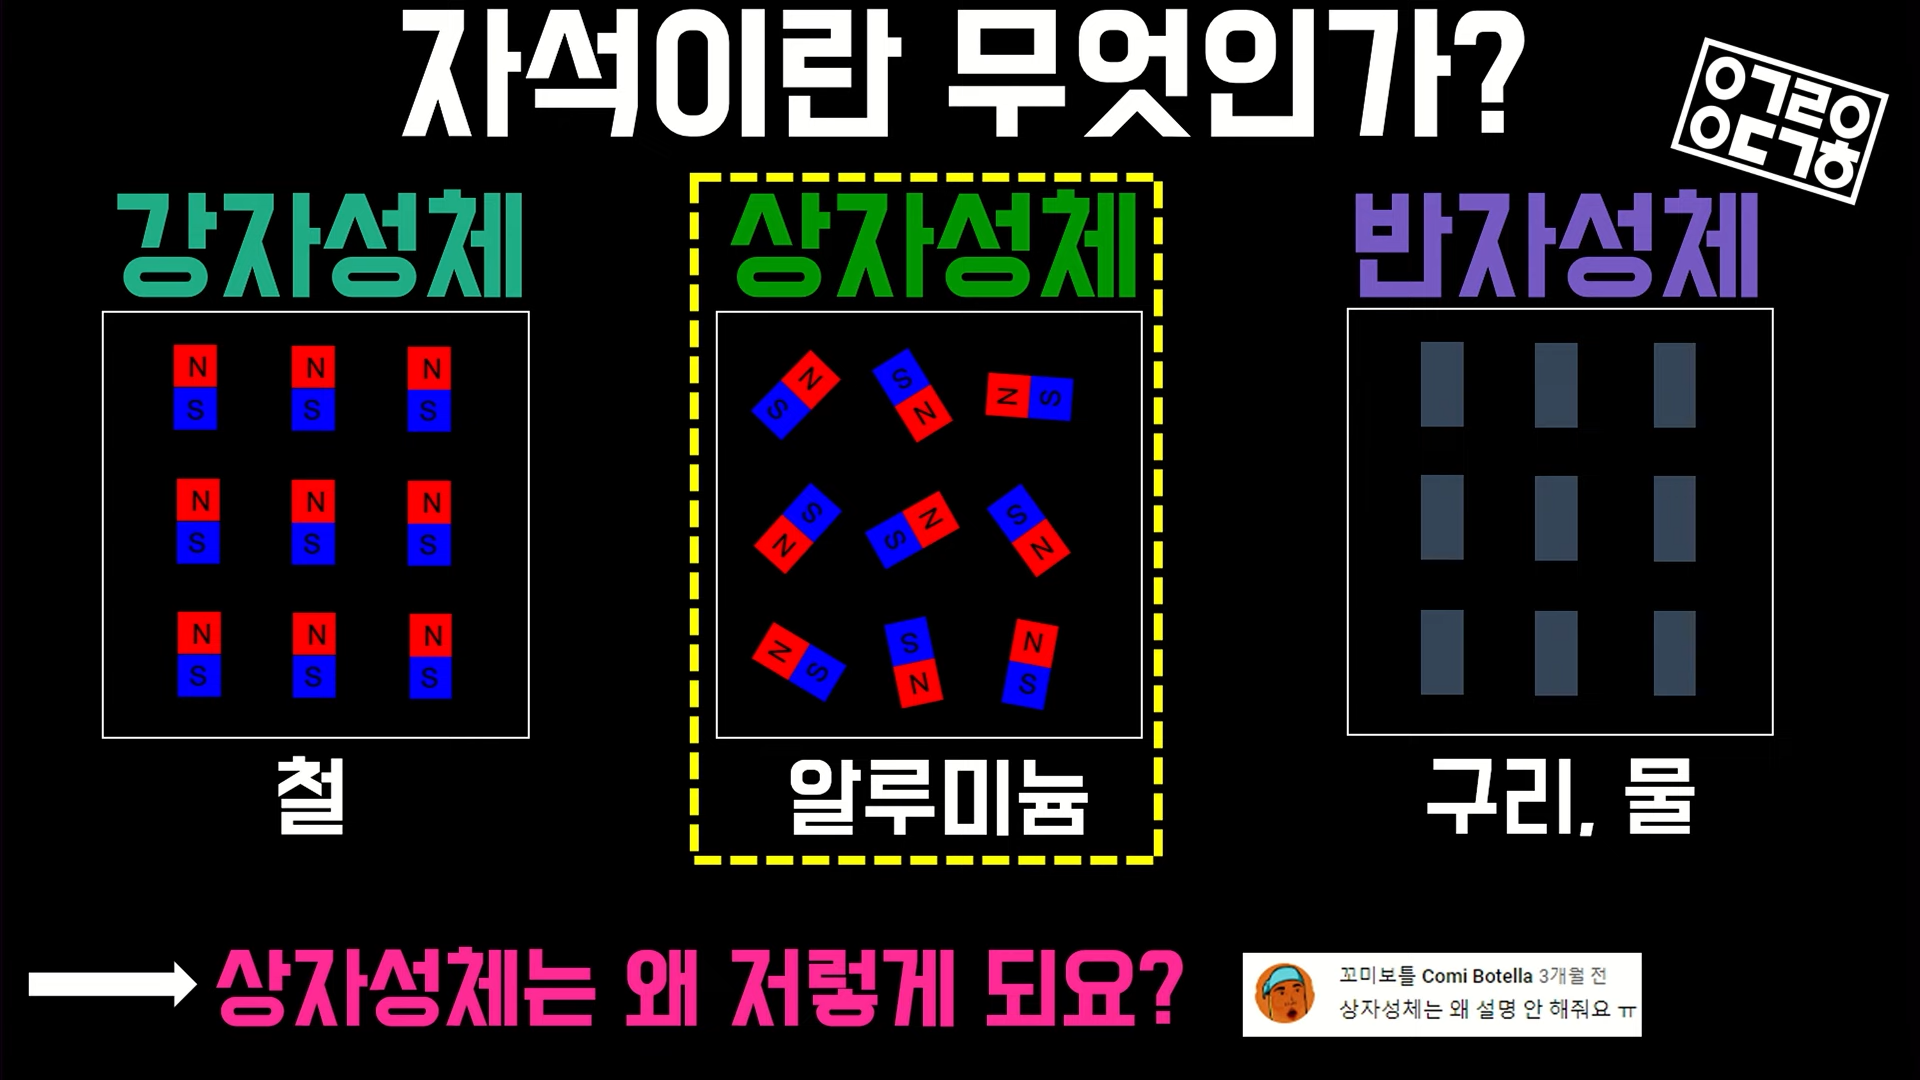 자석이란 무엇인가?
ㅇㄱㄹㅇ
ㅇㄷㄱㅎ
강자성체
N N N
S S S
N N N
S S S
N N N
S S S
철
상자성체
N S N S
S N
S S S
N N N
N S N
S N S
알루미늄
반자성체
구리, 물
상자성체는 왜 저렇게 되요?
꼬미보틀 Comi Botella 3개월 전
상자성체는 왜 설명 안 해줘요 ㅠ